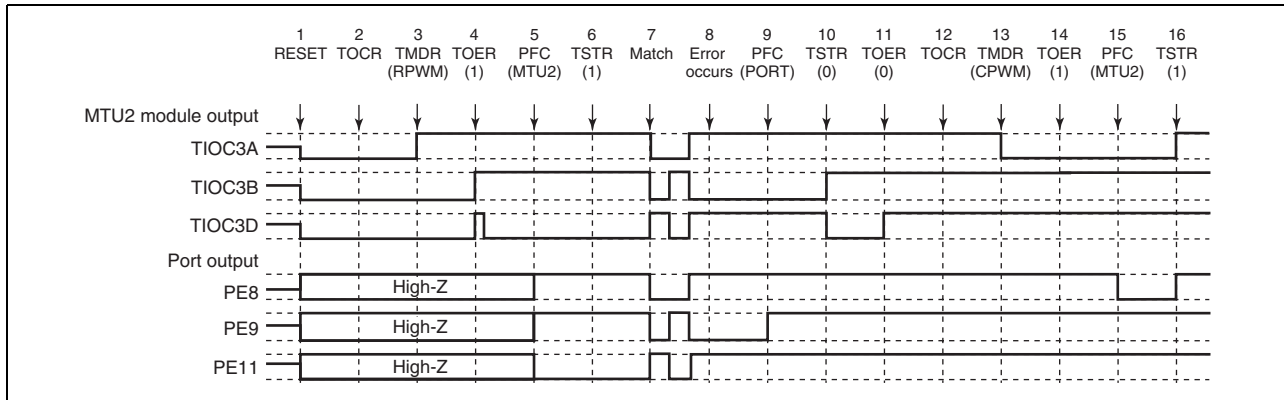 1 2 3 4 5 6 7 8 9 10 11 12 13 14 15 16
RESET TOCR TMDR TOER PFC TSTR Match Error PFC TSTR TOER TOCR TMDR TOER PFC TSTR
(RPWM) (1) (MTU2) (1) occurs (PORT) (0) (0) (CPWM) (1) (MTU2) (1)
MTU2 module output
TIOC3A
TIOC3B
TIOC3D
Port output
PE8 High-Z
PE9 High-Z
PE11 High-Z